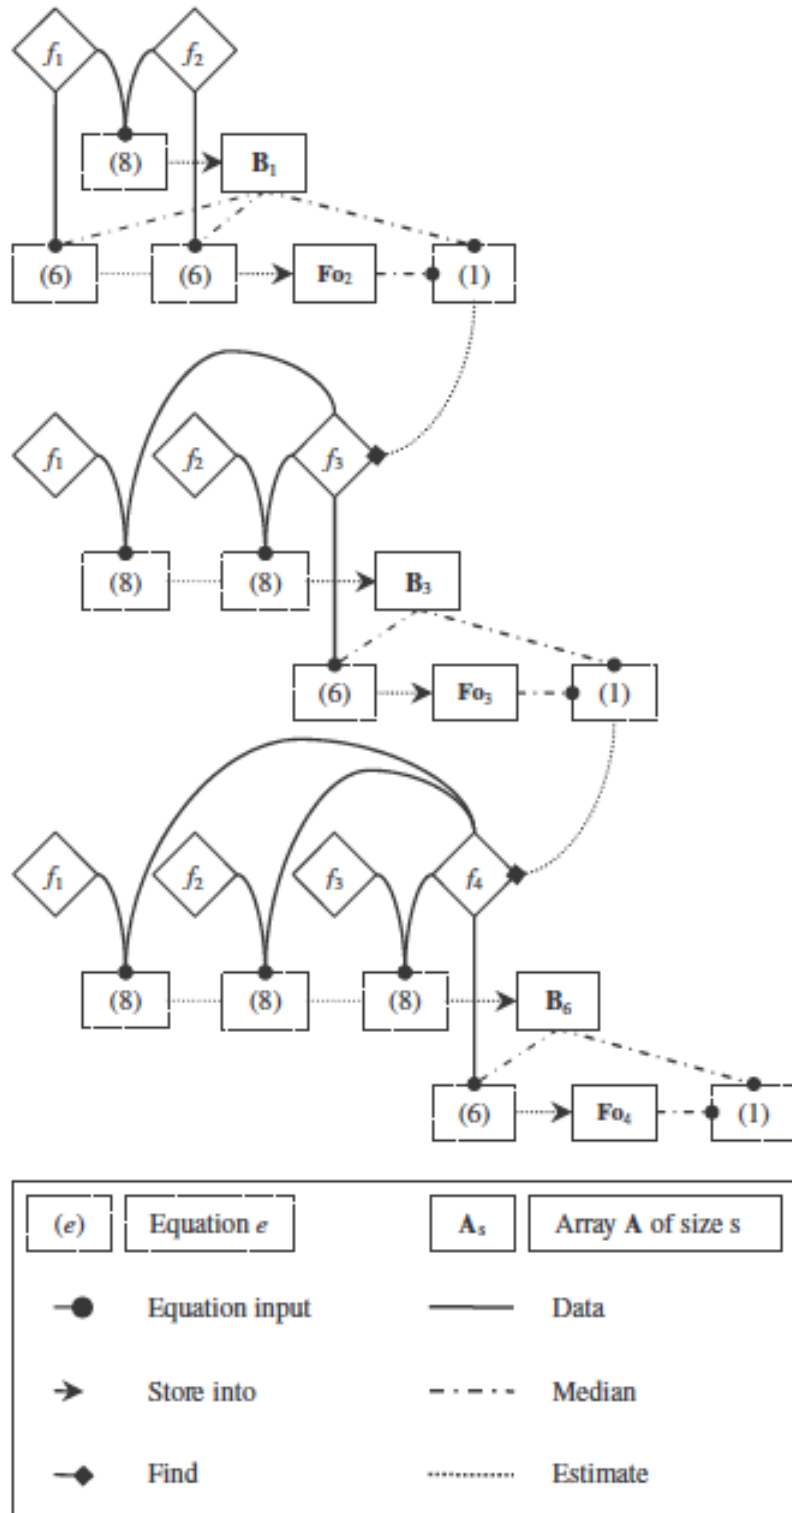 f₁ f₂
(8) B₁
(6) (6) Fo₂ (1)
f₁ f₂ f₃
(8) (8) B₃
(6) Fo₃ (1)
f₁ f₂ f₃ f₄
(8) (8) (8) B₆
(6) Fo₄ (1)
(e) Equation e Aₛ Array A of size s
Equation input Data
Store into Median
Find Estimate